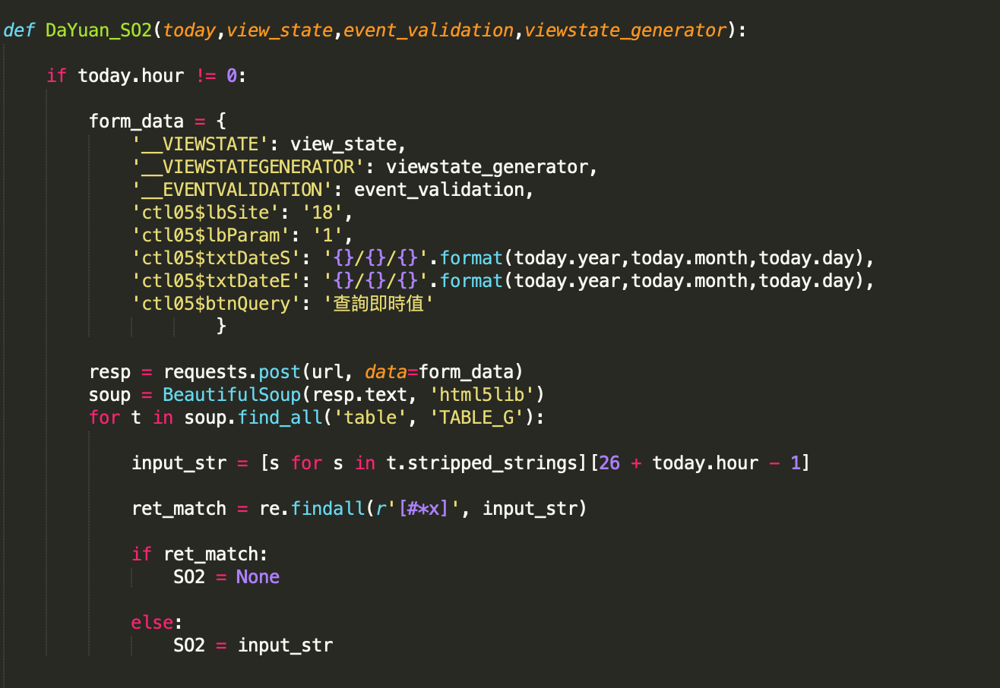 def DaYuan_SO2(today,view_state,event_validation,viewstate_generator):
if today.hour != 0:
form_data = {
'__VIEWSTATE': view_state,
'__VIEWSTATEGENERATOR': viewstate_generator,
'__EVENTVALIDATION': event_validation,
'ctl05$lbSite': '18',
'ctl05$lbParam': '1',
'ctl05$txtDateS': '{}/{}/{}'.format(today.year,today.month,today.day),
'ctl05$txtDateE': '{}/{}/{}'.format(today.year,today.month,today.day),
'ctl05$btnQuery': '查詢即時值'
}
resp = requests.post(url, data=form_data)
soup = BeautifulSoup(resp.text, 'html5lib')
for t in soup.find_all('table', 'TABLE_G'):
input_str = [s for s in t.stripped_strings][26 + today.hour - 1]
ret_match = re.findall(r'[#*x]', input_str)
if ret_match:
SO2 = None
else:
SO2 = input_str